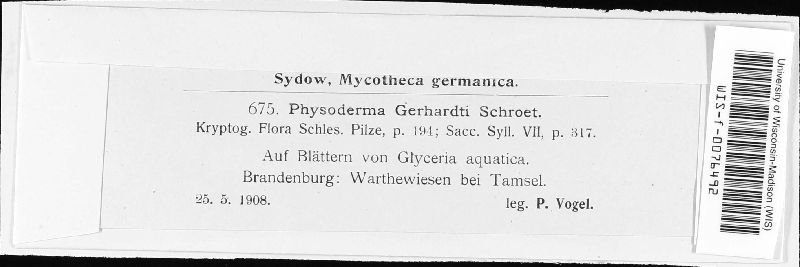 Sydow, Mycotheca germanica.
675. Physoderma Gerhardti Schroet.
Kryptog. Flora Schles. Pilze, p. 194; Sacc. Syll. VII, p. 317.
Auf Blättern von Glyceria aquatica.
Brandenburg: Warthewiesen bei Tamsel.
25. 5. 1908. leg. P. Vogel.
University of Wisconsin-Madison (WIS)
WIS-f-0076492